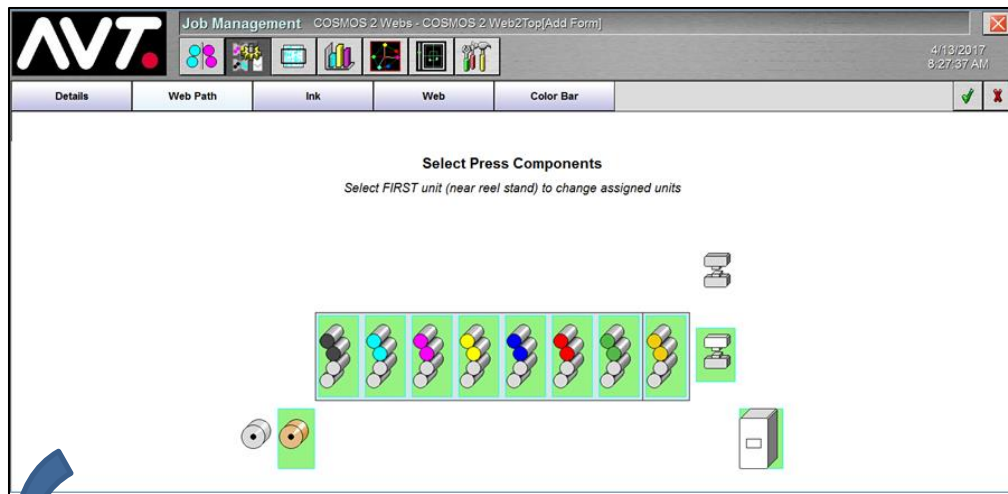 AVT.
Job Management COSMOS 2 Webs - COSMOS 2 Web2Top[Add Form]
4/13/2017
8:27:37 AM
Details Web Path Ink Web Color Bar
Select Press Components
Select FIRST unit (near reel stand) to change assigned units